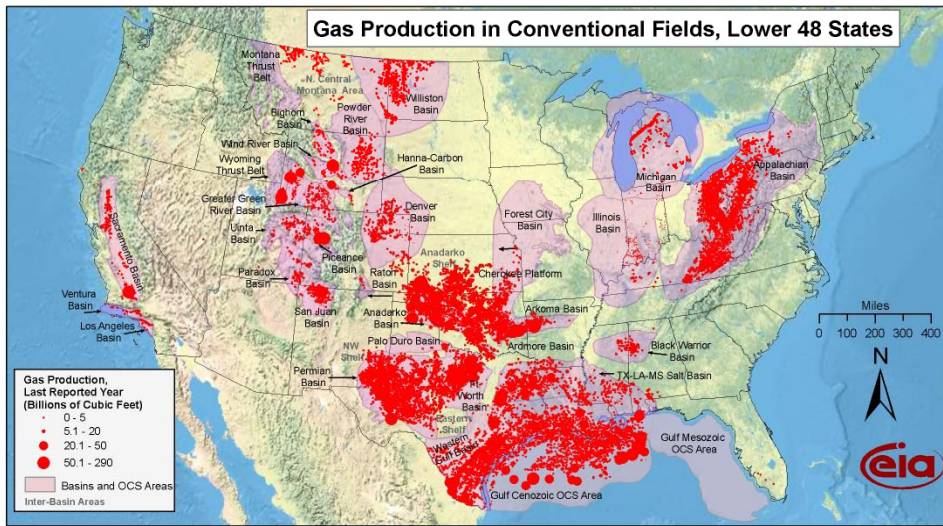 Gas Production in Conventional Fields, Lower 48 States
Montana
Thrust
Belt
N. Central
Montana Area
Williston
Basin
Bighorn
Basin
Powder
River
Basin
Wind River Basin
Wyoming
Thrust Belt
Hanna-Carbon
Basin
Greater Green
River Basin
Uinta
Basin
Piceance
Basin
Denver
Basin
Forest City
Basin
Illinois
Basin
Michigan
Basin
Appalachian
Basin
Sacramento Basin
Anadarko
Shelf
Cherokee Platform
Paradox
Basin
Raton
Basin
San Juan
Basin
Anadarko
Basin
Arkoma Basin
Ventura
Basin
Los Angeles
Basin
Palo Duro Basin
Ardmore Basin
Black Warrior
Basin
NW
Shelf
TX-LA-MS Salt Basin
Permian
Basin
Ft.
Worth
Basin
Eastern
Shelf
Western
Gulf Basin
Gulf Mesozoic
OCS Area
Gulf Cenozoic OCS Area
Miles
0 100 200 300 400
N
eia
Gas Production,
Last Reported Year
(Billions of Cubic Feet)
0 - 5
5.1 - 20
20.1 - 50
50.1 - 290
Basins and OCS Areas
Inter-Basin Areas